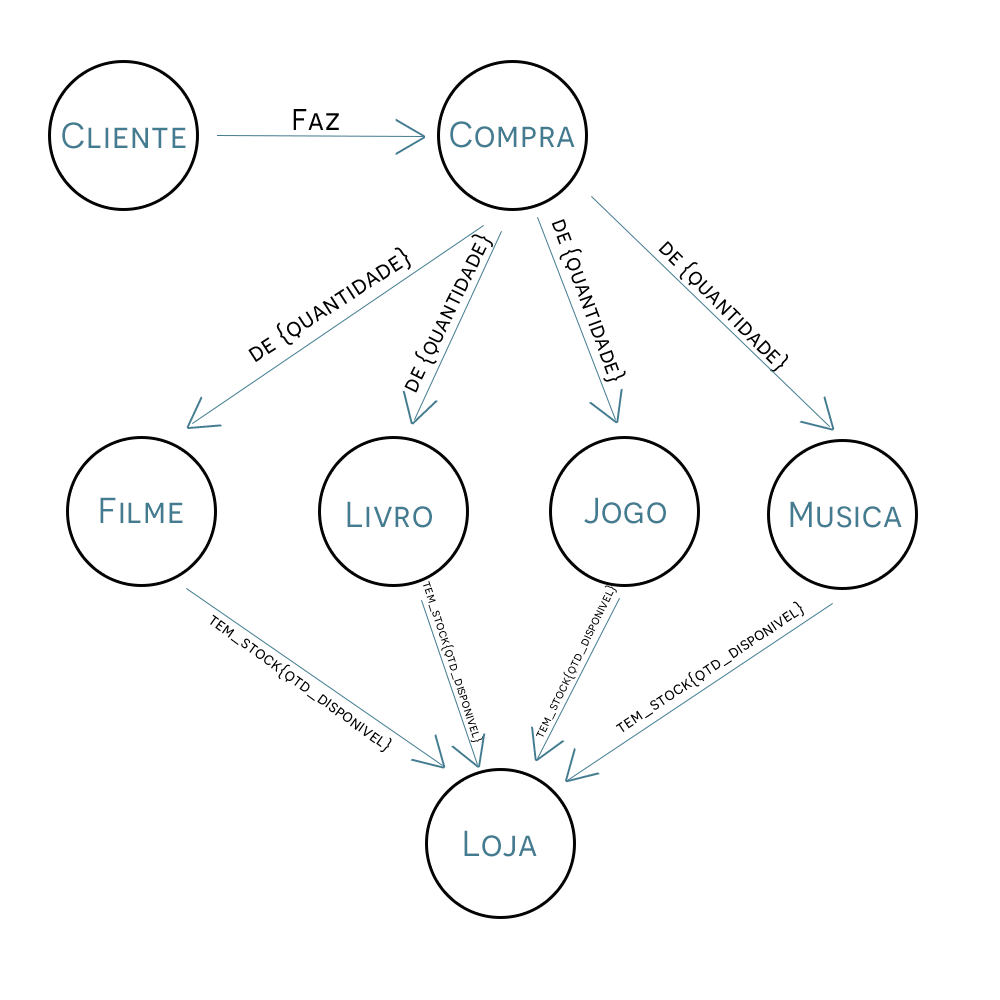 Cliente
Faz
Compra
de {quantidade}
de {quantidade}
de {quantidade}
de {quantidade}
Filme
Livro
Jogo
Musica
tem_stock{qtd_disponivel}
tem_stock{qtd_disponivel}
tem_stock{qtd_disponivel}
tem_stock{qtd_disponivel}
Loja